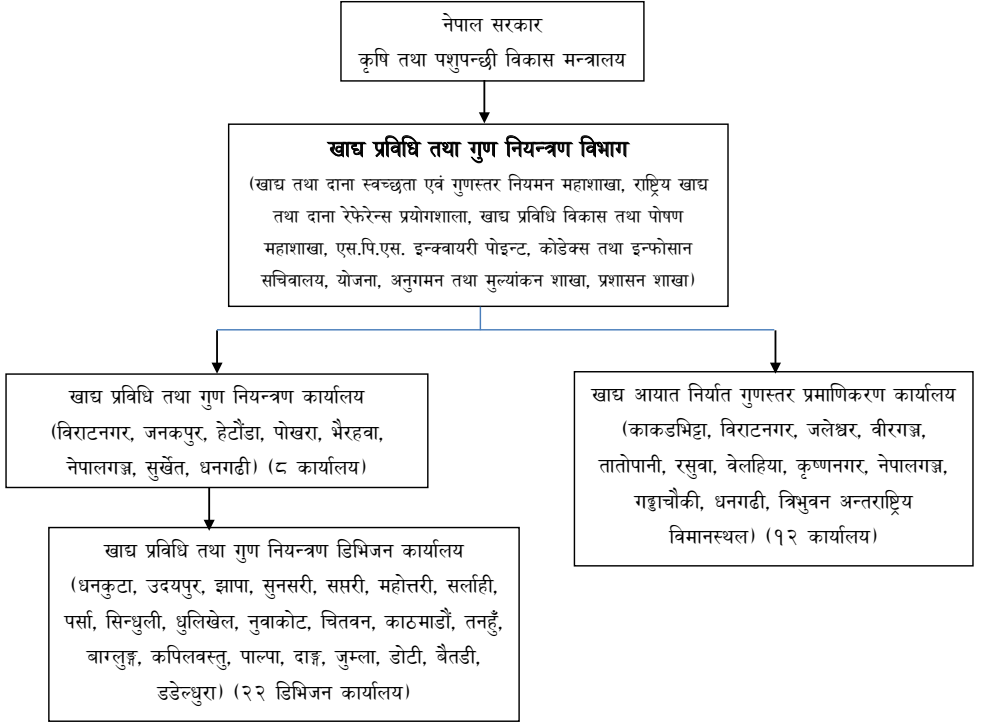 नेपाल सरकार
कृषि तथा पशुपन्छी विकास मन्त्रालय
खाद्य प्रविधि तथा गुण नियन्त्रण विभाग
(खाद्य तथा दाना स्वच्छता एवं गुणस्तर नियमन महाशाखा, राष्ट्रिय खाद्य
तथा दाना रेफेरेन्स प्रयोगशाला, खाद्य प्रविधि विकास तथा पोषण
महाशाखा, एस.पि.एस. इन्क्वायरी पोइन्ट, कोडेक्स तथा इन्फोसान
सचिवालय, योजना, अनुगमन तथा मुल्यांकन शाखा, प्रशासन शाखा)
खाद्य प्रविधि तथा गुण नियन्त्रण कार्यालय
(विराटनगर, जनकपुर, हेटौंडा, पोखरा, भैरहवा,
नेपालगञ्ज, सुर्खेत, धनगढी) (८ कार्यालय)
खाद्य आयात निर्यात गुणस्तर प्रमाणिकरण कार्यालय
(काकडभिट्टा, विराटनगर, जलेश्वर, वीरगञ्ज,
तातोपानी, रसुवा, वेलहिया, कृष्णनगर, नेपालगञ्ज,
गड्डाचौकी, धनगढी, त्रिभुवन अन्तराष्ट्रिय
विमानस्थल) (१२ कार्यालय)
खाद्य प्रविधि तथा गुण नियन्त्रण डिभिजन कार्यालय
(धनकुटा, उदयपुर, झापा, सुनसरी, सप्तरी, महोत्तरी, सर्लाही,
पर्सा, सिन्धुली, धुलिखेल, नुवाकोट, चितवन, काठमाडौं, तनहुँ,
बाग्लुङ्ग, कपिलवस्तु, पाल्पा, दाङ्ग, जुम्ला, डोटी, बैतडी,
डडेल्धुरा) (२२ डिभिजन कार्यालय)